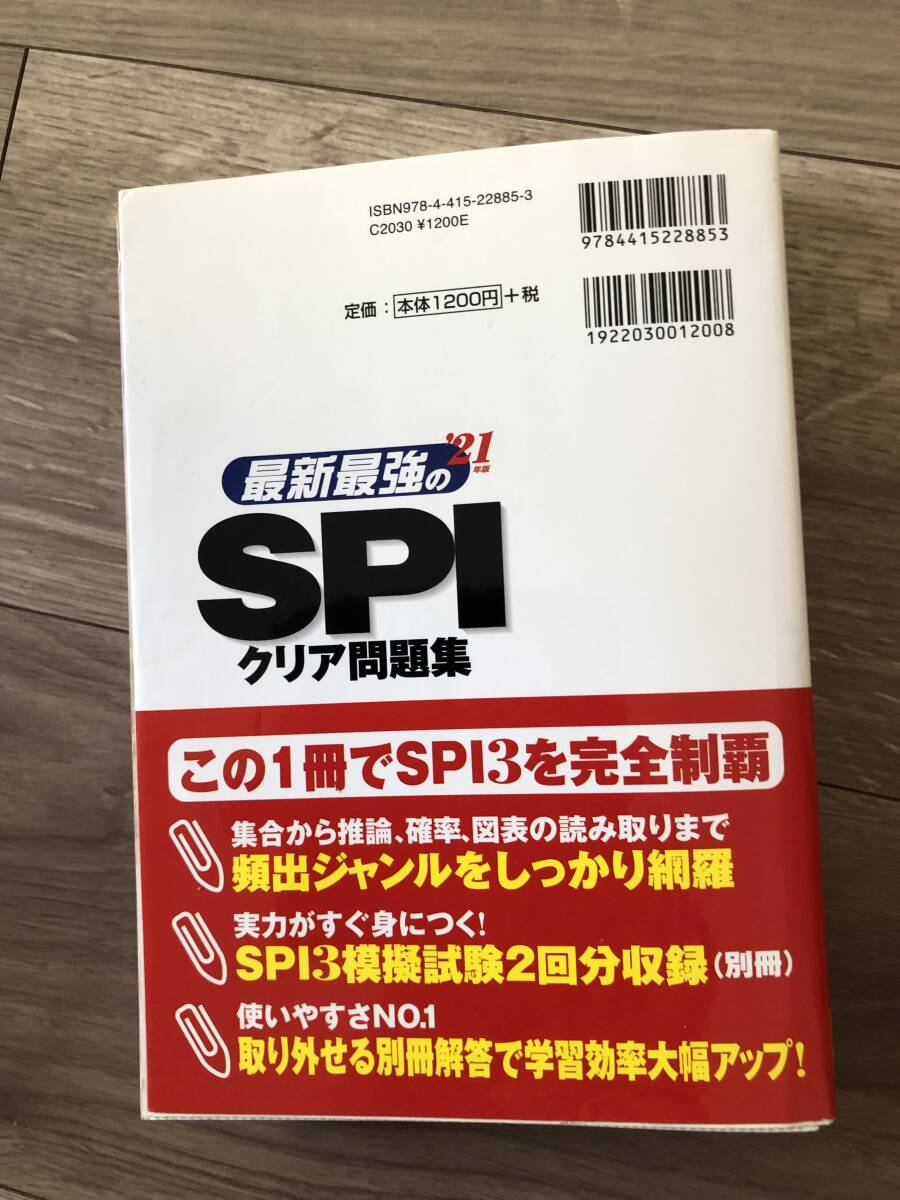 ISBN978-4-415-22885-3
C2030 ¥1200E
9784415228853
定価：本体1200円+税
1922030012008
最新最強の
'21年版
SPI
クリア問題集
この1冊でSPI3を完全制覇
集合から推論、確率、図表の読み取りまで
頻出ジャンルをしっかり網羅
実力がすぐ身につく!
SPI3模擬試験2回分収録(別冊)
使いやすさNO.1
取り外せる別冊解答で学習効率大幅アップ!